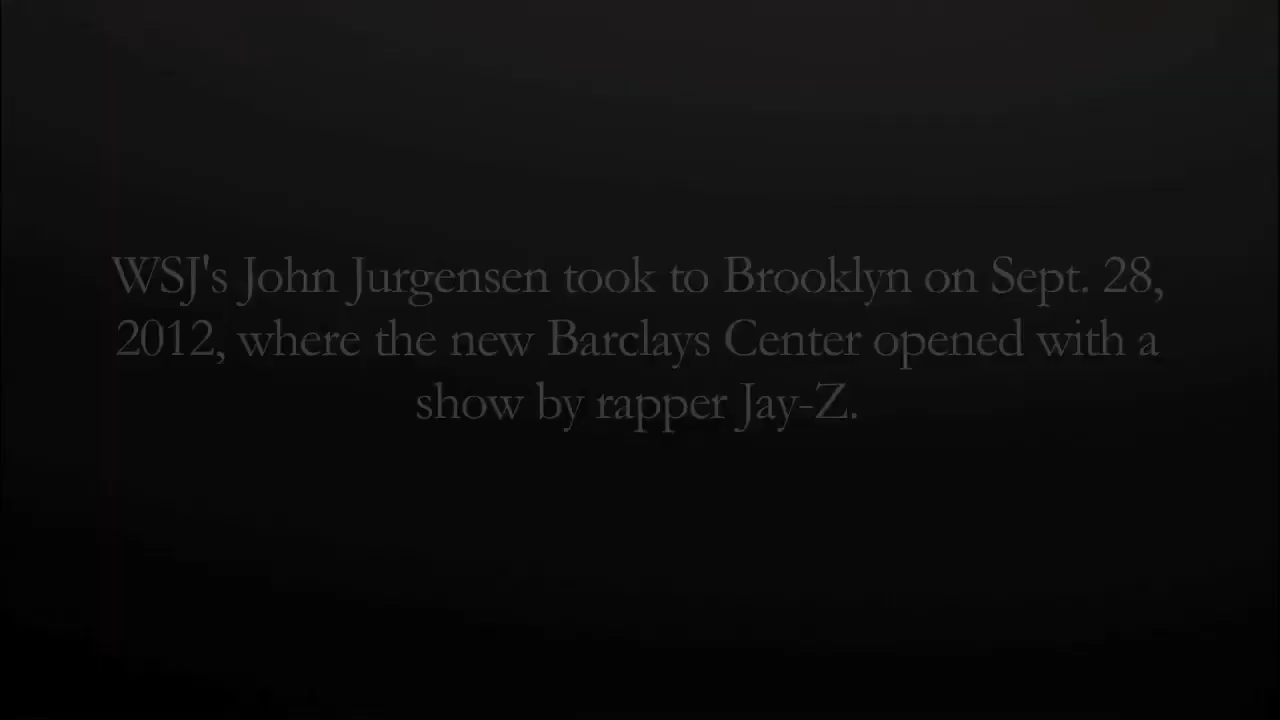 WSJ's John Jurgensen took to Brooklyn on Sept. 28,
2012, where the new Barclays Center opened with a
show by rapper Jay-Z.